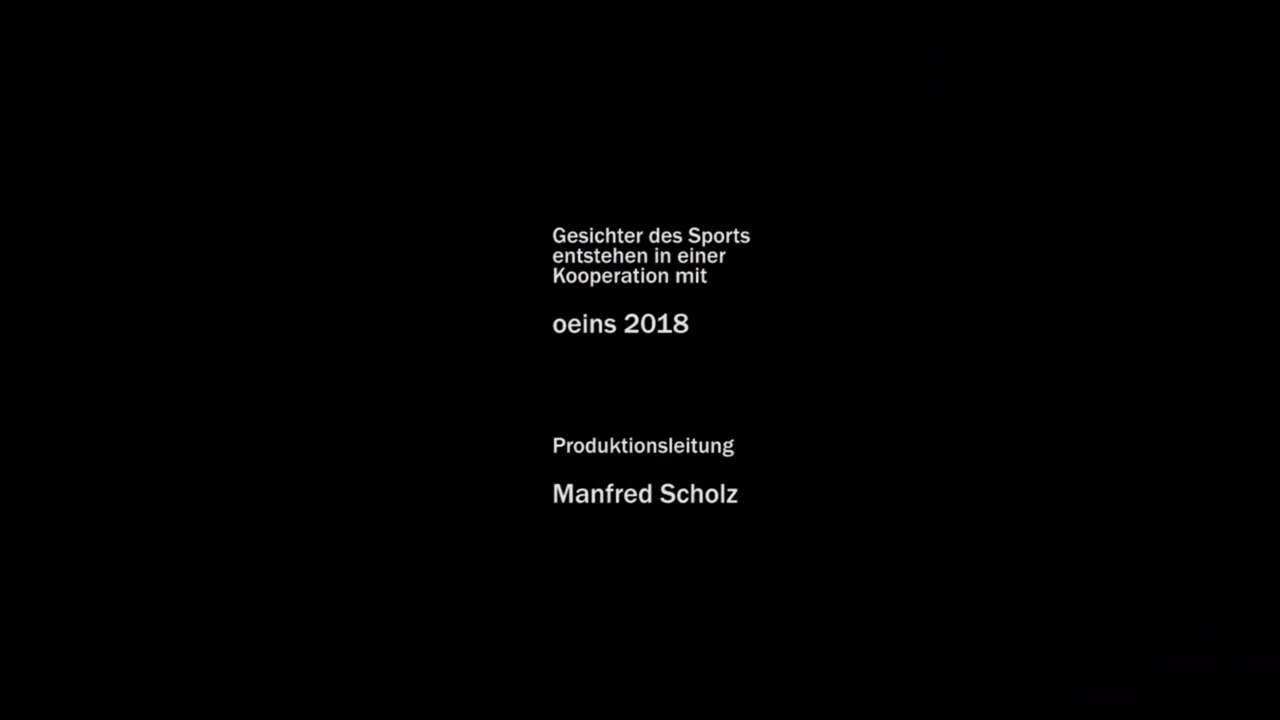 Gesichter des Sports
entstehen in einer
Kooperation mit
oeins 2018
Produktionsleitung
Manfred Scholz